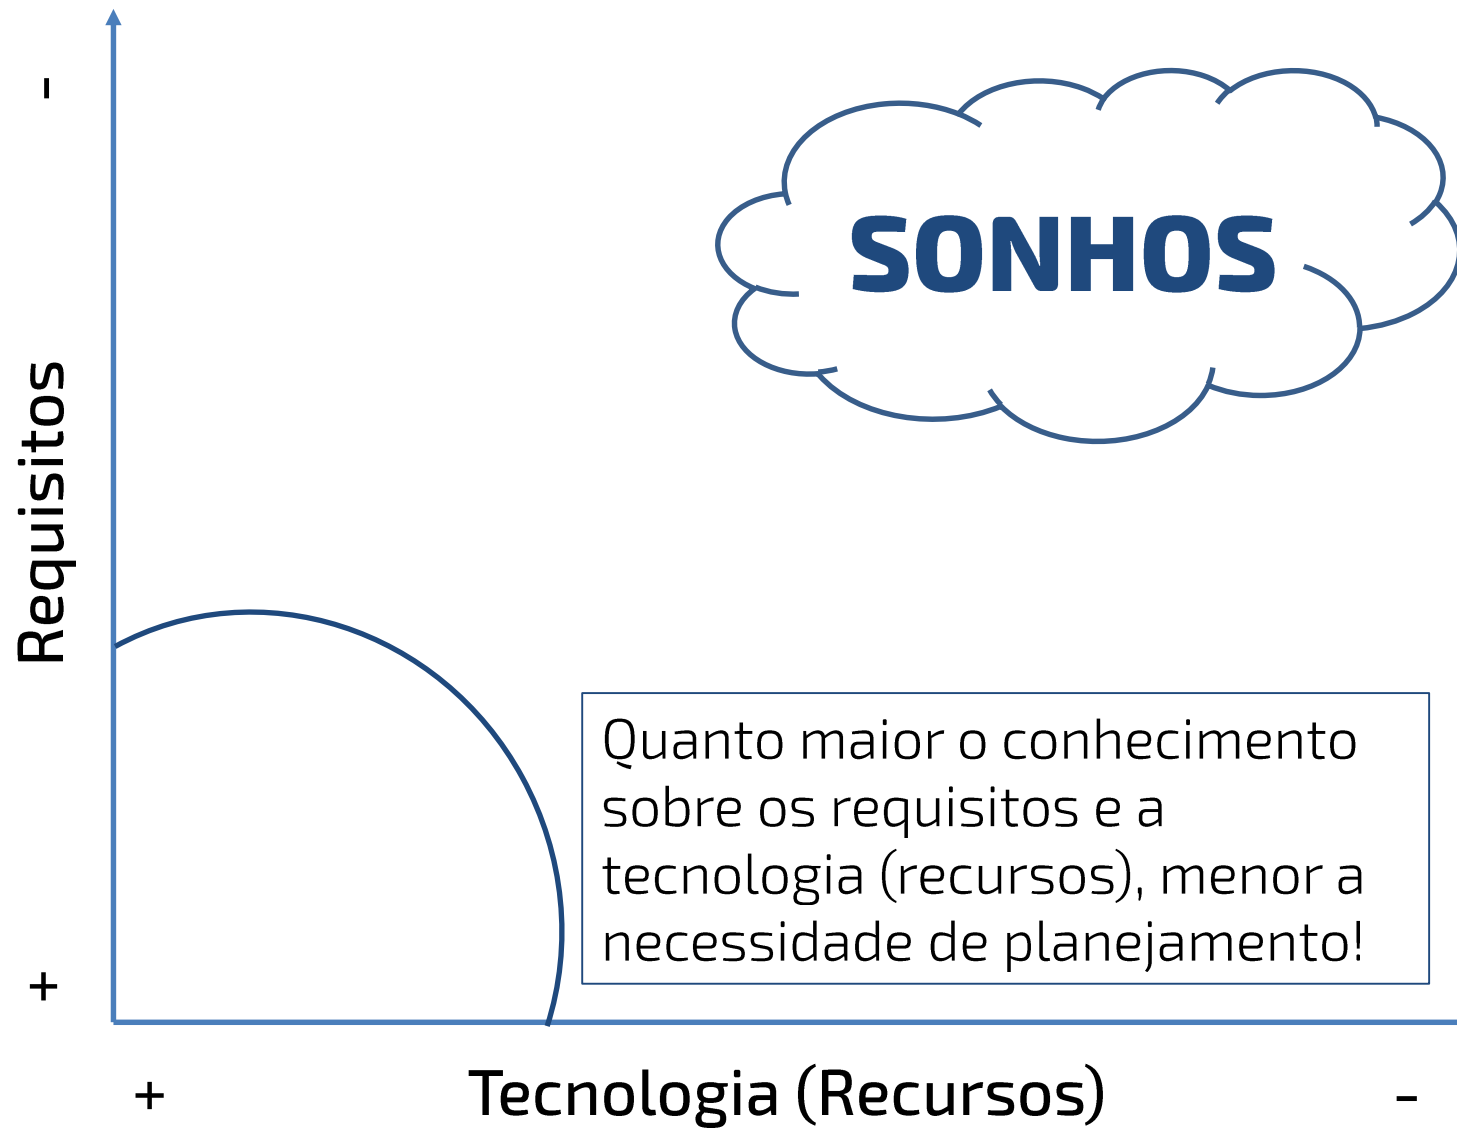 -
SONHOS
Requisitos
Quanto maior o conhecimento
sobre os requisitos e a
tecnologia (recursos), menor a
necessidade de planejamento!
+
+
Tecnologia (Recursos)
-